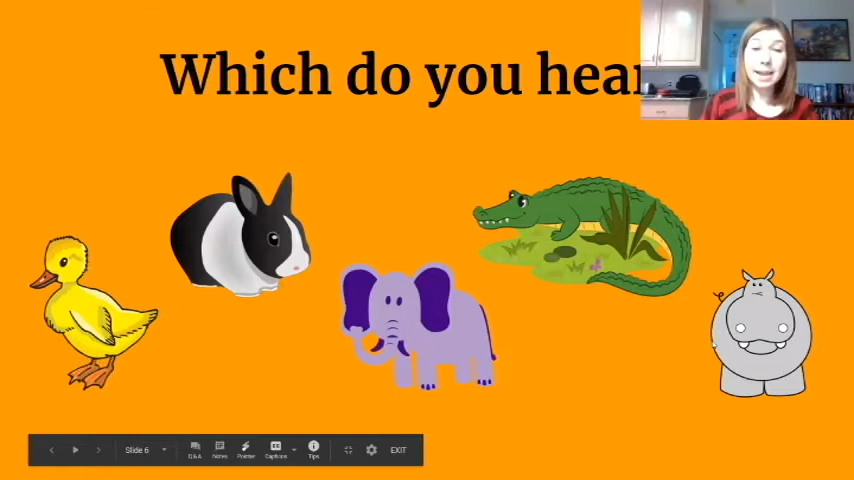 Which do you hear
Slide 6
Q&A
Notes
Pointer
Captions
Tips
EXIT